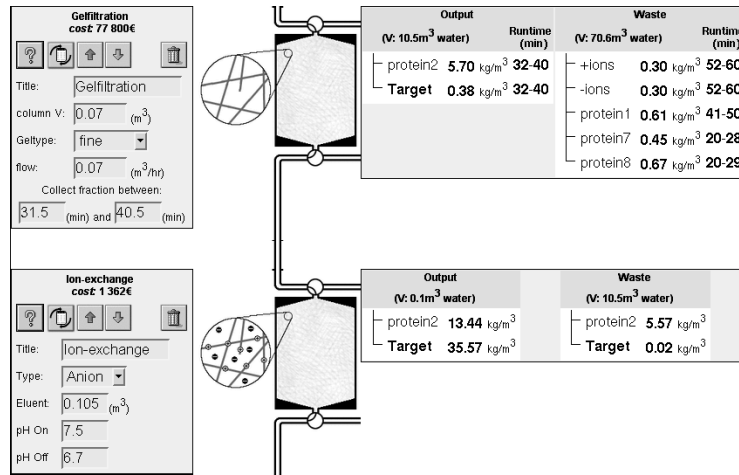 Gelfiltration
cost: 77 800€
?
Title: Gelfiltration
column V: 0.07 (m³)
Geltype: fine
flow: 0.07 (m³/hr)
Collect fraction between:
31.5 (min) and 40.5 (min)
Output
(V: 10.5m³ water) Runtime (min)
protein2 5.70 kg/m³ 32-40
Target 0.38 kg/m³ 32-40
Waste
(V: 70.6m³ water) Runtime (min)
+ions 0.30 kg/m³ 52-60
-ions 0.30 kg/m³ 52-60
protein1 0.61 kg/m³ 41-50
protein7 0.45 kg/m³ 20-28
protein8 0.67 kg/m³ 20-29
Ion-exchange
cost: 1 362€
?
Title: Ion-exchange
Type: Anion
Eluent: 0.105 (m³)
pH On 7.5
pH Off 6.7
Output
(V: 0.1m³ water)
protein2 13.44 kg/m³
Target 35.57 kg/m³
Waste
(V: 10.5m³ water)
protein2 5.57 kg/m³
Target 0.02 kg/m³